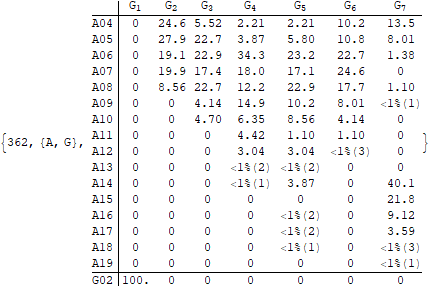 G1 G2 G3 G4 G5 G6 G7
A04 0 24.6 5.52 2.21 2.21 10.2 13.5
A05 0 27.9 22.7 3.87 5.80 10.8 8.01
A06 0 19.1 22.9 34.3 23.2 22.7 1.38
A07 0 19.9 17.4 18.0 17.1 24.6 0
A08 0 8.56 22.7 12.2 22.9 17.7 1.10
A09 0 0 4.14 14.9 10.2 8.01 <1%(1)
A10 0 0 4.70 6.35 8.56 4.14 0
A11 0 0 0 4.42 1.10 1.10 0
{362, {A, G}, }
A12 0 0 0 3.04 3.04 <1%(3) 0
A13 0 0 0 <1%(2) <1%(2) 0 0
A14 0 0 0 <1%(1) 3.87 0 40.1
A15 0 0 0 0 0 0 21.8
A16 0 0 0 0 <1%(2) 0 9.12
A17 0 0 0 0 <1%(2) 0 3.59
A18 0 0 0 0 <1%(1) 0 <1%(3)
A19 0 0 0 0 0 0 <1%(1)
G02 100. 0 0 0 0 0 0